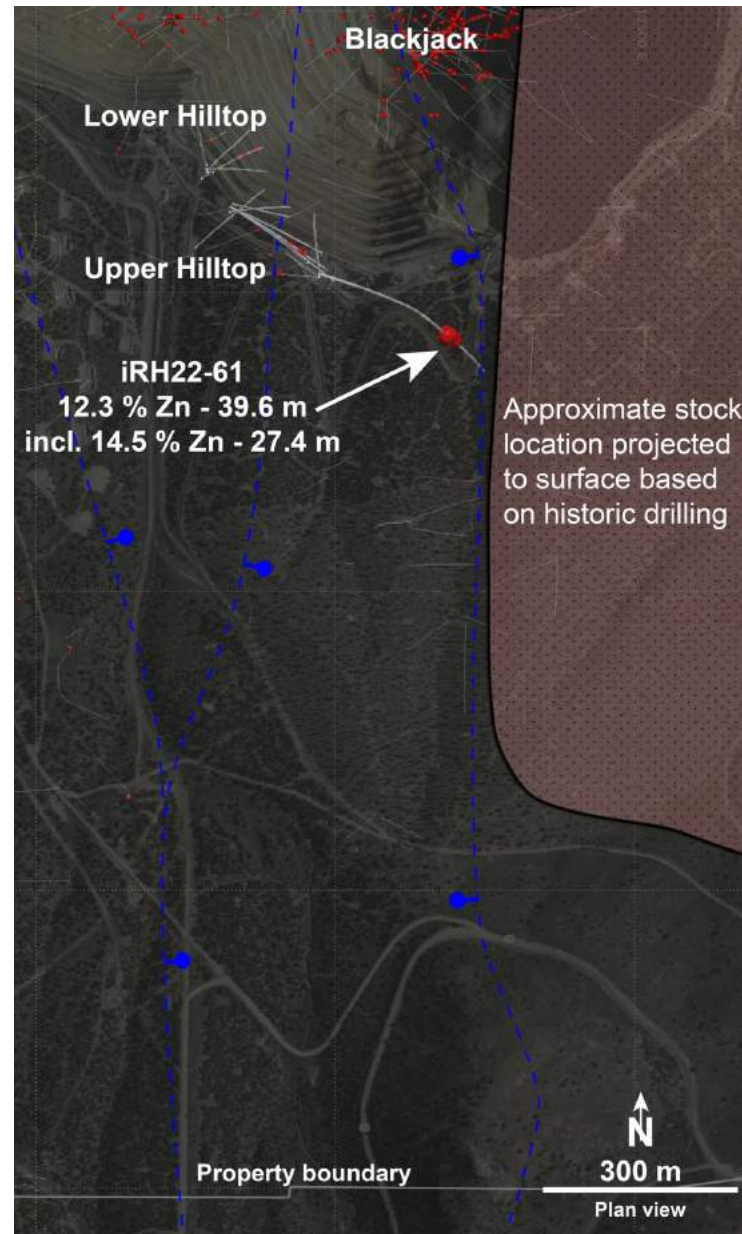 Blackjack
Lower Hilltop
Upper Hilltop
iRH22-61
12.3 % Zn - 39.6 m
incl. 14.5 % Zn - 27.4 m
Approximate stock
location projected
to surface based
on historic drilling
N
Property boundary
300 m
Plan view